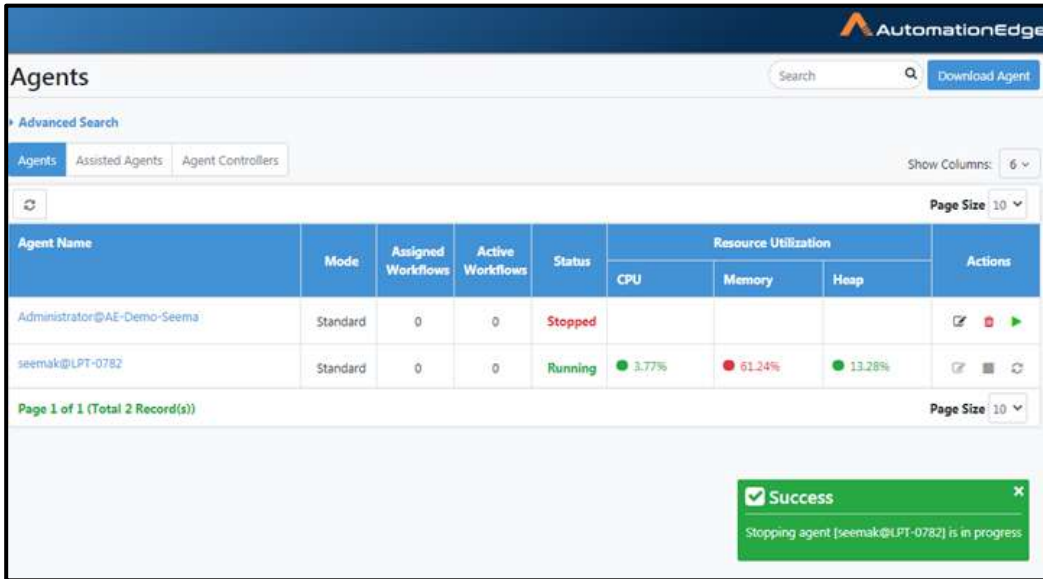 AutomationEdge
Agents
Search
Download Agent
Advanced Search
Agents Assisted Agents Agent Controllers
Show Columns: 6
Page Size 10
Agent Name Mode Assigned Workflows Active Workflows Status Resource Utilization Actions
CPU Memory Heap
Administrator@AE-Demo-Seema Standard 0 0 Stopped
seemak@LPT-0782 Standard 0 0 Running 3.77% 61.24% 13.28%
Page 1 of 1 (Total 2 Record(s)) Page Size 10
Success
Stopping agent [seemak@LPT-0782] is in progress